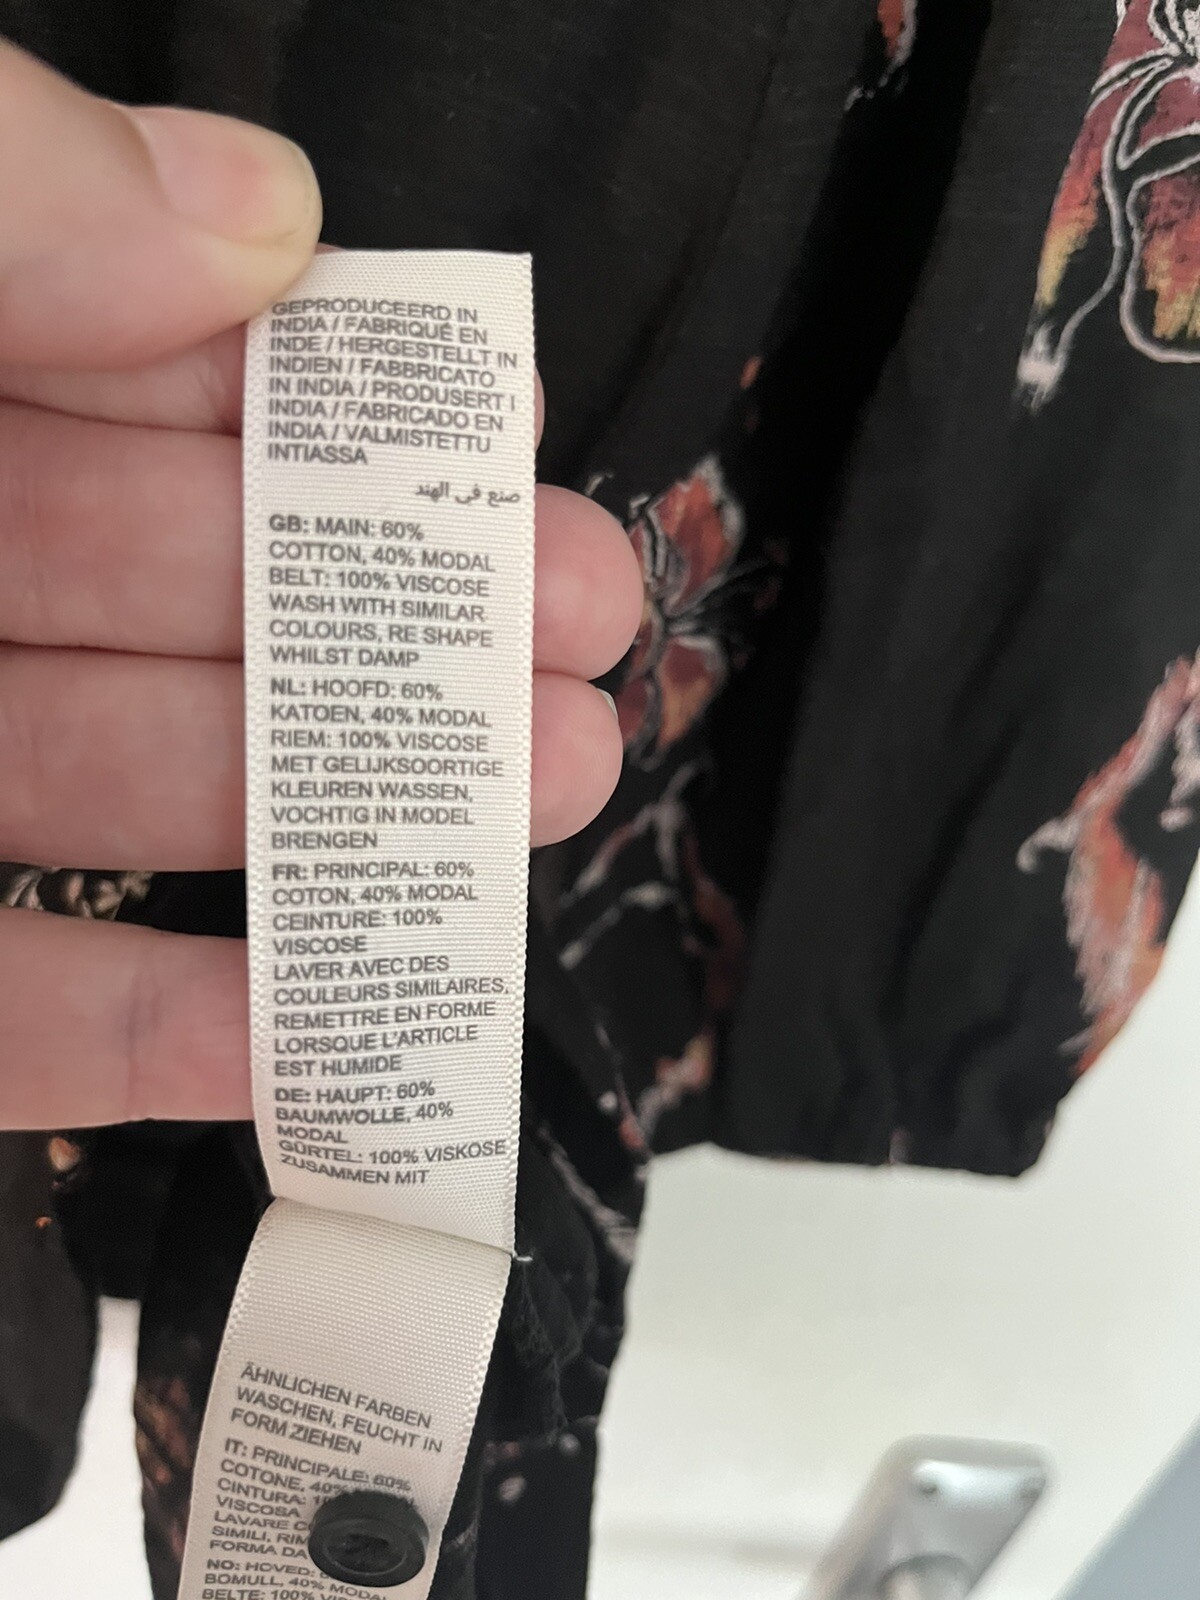 GEPRODUCEERD IN
INDIA / FABRIQUÉ EN
INDE / HERGESTELLT IN
INDIEN / FABBRICATO
IN INDIA / PRODUSERT I
INDIA / FABRICADO EN
INDIA / VALMISTETTU
INTIASSA
صنع في الهند
GB: MAIN: 60%
COTTON, 40% MODAL
BELT: 100% VISCOSE
WASH WITH SIMILAR
COLOURS, RE SHAPE
WHILST DAMP
NL: HOOFD: 60%
KATOEN, 40% MODAL
RIEM: 100% VISCOSE
MET GELIJKSOORTIGE
KLEUREN WASSEN,
VOCHTIG IN MODEL
BRENGEN
FR: PRINCIPAL: 60%
COTON, 40% MODAL
CEINTURE: 100%
VISCOSE
LAVER AVEC DES
COULEURS SIMILAIRES,
REMETTRE EN FORME
LORSQUE L'ARTICLE
EST HUMIDE
DE: HAUPT: 60%
BAUMWOLLE, 40%
MODAL
GÜRTEL: 100% VISKOSE
ZUSAMMEN MIT
ÄHNLICHEN FARBEN
WASCHEN, FEUCHT IN
FORM ZIEHEN
IT: PRINCIPALE: 60%
COTONE, 40%
CINTURA:
VISCOSA
LAVARE
SIMILI,
FORMA
NO: HOVED:
BOMULL, 40% MODAL
BELTE: 100%